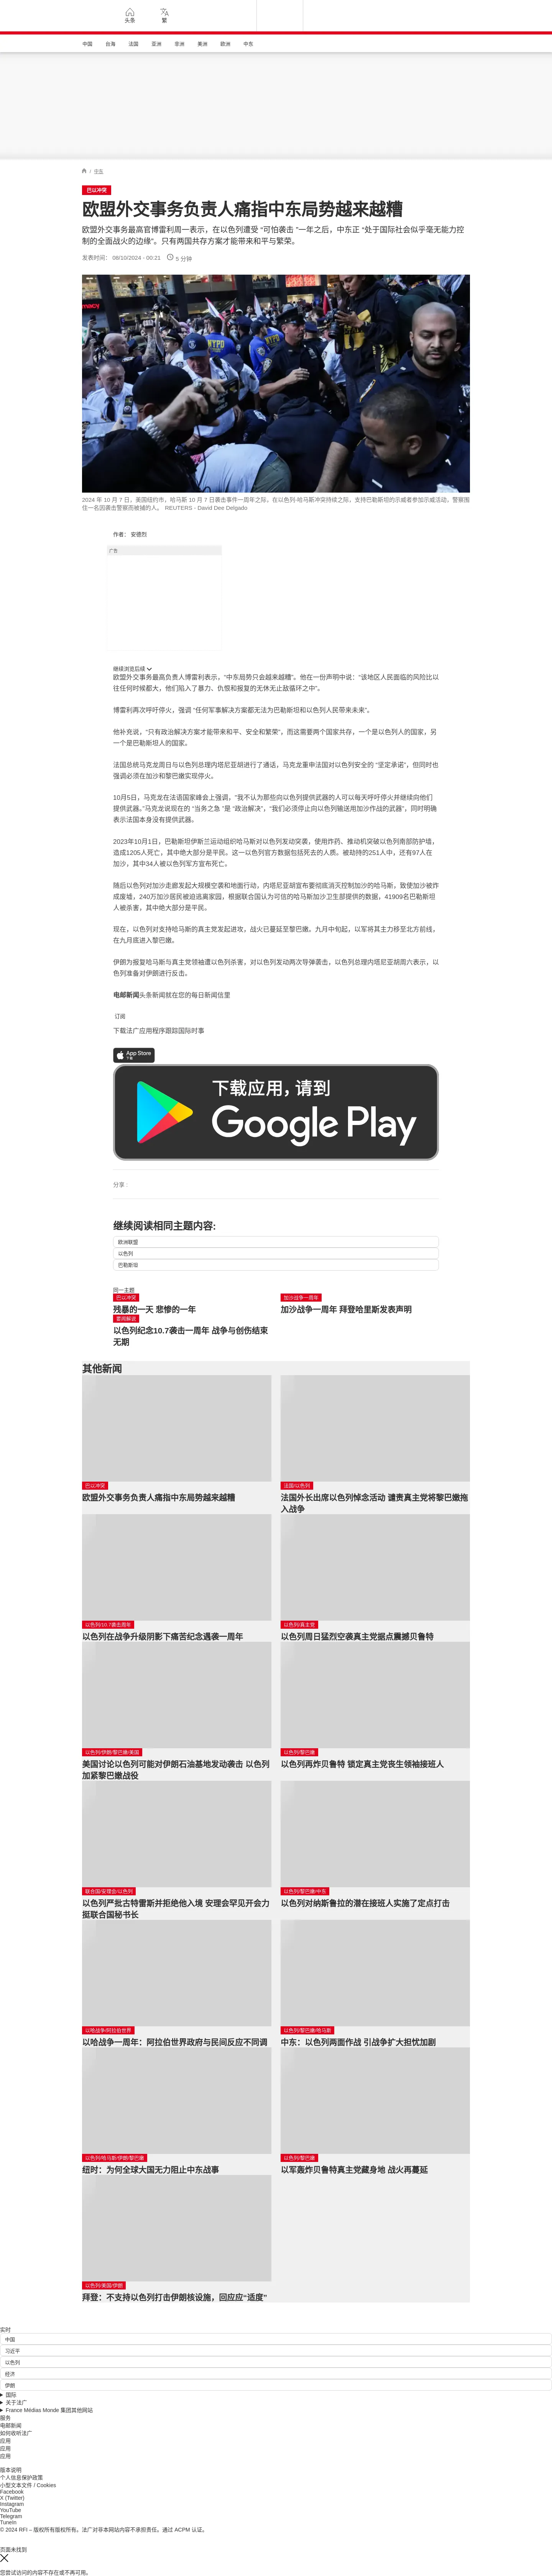 头条
繁
中国
台海
法国
亚洲
非洲
美洲
欧洲
中东
/ 中东
巴以冲突
欧盟外交事务负责人痛指中东局势越来越糟
欧盟外交事务最高官博雷利周一表示，在以色列遭受 “可怕袭击 ”一年之后，中东正 “处于国际社会似乎毫无能力控制的全面战火的边缘”。只有两国共存方案才能带来和平与繁荣。
发表时间： 08/10/2024 - 00:21
5 分钟
2024 年 10 月 7 日，美国纽约市，哈马斯 10 月 7 日袭击事件一周年之际，在以色列-哈马斯冲突持续之际，支持巴勒斯坦的示威者参加示威活动，警察围住一名因袭击警察而被捕的人。 REUTERS - David Dee Delgado
作者： 安德烈
广告
继续浏览后续
欧盟外交事务最高负责人博雷利表示，“中东局势只会越来越糟”。他在一份声明中说：“该地区人民面临的风险比以往任何时候都大，他们陷入了暴力、仇恨和报复的无休无止敌循环之中”。
博雷利再次呼吁停火，强调 “任何军事解决方案都无法为巴勒斯坦和以色列人民带来未来”。
他补充说，“只有政治解决方案才能带来和平、安全和繁荣”，而这需要两个国家共存，一个是以色列人的国家，另一个是巴勒斯坦人的国家。
法国总统马克龙周日与以色列总理内塔尼亚胡进行了通话，马克龙重申法国对以色列安全的 “坚定承诺”，但同时也强调必须在加沙和黎巴嫩实现停火。
10月5日，马克龙在法语国家峰会上强调，“我不认为那些向以色列提供武器的人可以每天呼吁停火并继续向他们提供武器。”马克龙说现在的 “当务之急 ”是 “政治解决”，“我们必须停止向以色列输送用加沙作战的武器”，同时明确表示法国本身没有提供武器。
2023年10月1日，巴勒斯坦伊斯兰运动组织哈马斯对以色列发动突袭，使用炸药、推动机突破以色列南部防护墙，造成1205人死亡，其中绝大部分是平民。这一以色列官方数据包括死去的人质。被劫持的251人中，还有97人在加沙，其中34人被以色列军方宣布死亡。
随后以色列对加沙走廊发起大规模空袭和地面行动，内塔尼亚胡宣布要彻底消灭控制加沙的哈马斯，致使加沙被炸成废墟，240万加沙居民被迫逃离家园，根据联合国认为可信的哈马斯加沙卫生部提供的数据，41909名巴勒斯坦人被杀害，其中绝大部分是平民。
现在，以色列对支持哈马斯的真主党发起进攻，战火已蔓延至黎巴嫩。九月中旬起，以军将其主力移至北方前线，在九月底进入黎巴嫩。
伊朗为报复哈马斯与真主党领袖遭以色列杀害，对以色列发动两次导弹袭击，以色列总理内塔尼亚胡周六表示，以色列准备对伊朗进行反击。
电邮新闻头条新闻就在您的每日新闻信里
订阅
下载法广应用程序跟踪国际时事
App Store
下载
下载应用，请到
Google Play
分享 :
继续阅读相同主题内容:
欧洲联盟
以色列
巴勒斯坦
同一主题
巴以冲突
残暴的一天 悲惨的一年
加沙战争一周年
加沙战争一周年 拜登哈里斯发表声明
要闻解说
以色列纪念10.7袭击一周年 战争与创伤结束无期
其他新闻
巴以冲突
欧盟外交事务负责人痛指中东局势越来越糟
法国/以色列
法国外长出席以色列悼念活动 谴责真主党将黎巴嫩拖入战争
以色列/10.7袭击周年
以色列在战争升级阴影下痛苦纪念遇袭一周年
以色列/真主党
以色列周日猛烈空袭真主党据点震撼贝鲁特
以色列/伊朗/黎巴嫩/美国
美国讨论以色列可能对伊朗石油基地发动袭击 以色列加紧黎巴嫩战役
以色列/黎巴嫩
以色列再炸贝鲁特 锁定真主党丧生领袖接班人
联合国/安理会/以色列
以色列严批古特雷斯并拒绝他入境 安理会罕见开会力挺联合国秘书长
以色列/黎巴嫩/中东
以色列对纳斯鲁拉的潜在接班人实施了定点打击
以哈战争/阿拉伯世界
以哈战争一周年：阿拉伯世界政府与民间反应不同调
以色列/黎巴嫩/哈马斯
中东：以色列两面作战 引战争扩大担忧加剧
以色列/哈马斯/伊朗/黎巴嫩
纽时：为何全球大国无力阻止中东战事
以色列/黎巴嫩
以军轰炸贝鲁特真主党藏身地 战火再蔓延
以色列/美国/伊朗
拜登：不支持以色列打击伊朗核设施，回应应“适度”
实时
中国
习近平
以色列
经济
伊朗
国际
关于法广
France Médias Monde 集团其他网站
服务
电邮新闻
如何收听法广
应用
应用
应用
版本说明
个人信息保护政策
小型文本文件 / Cookies
Facebook
X (Twitter)
Instagram
YouTube
Telegram
TuneIn
© 2024 RFI – 版权所有版权所有。法广对非本网站内容不承担责任。通过 ACPM 认证。
页面未找到
您尝试访问的内容不存在或不再可用。